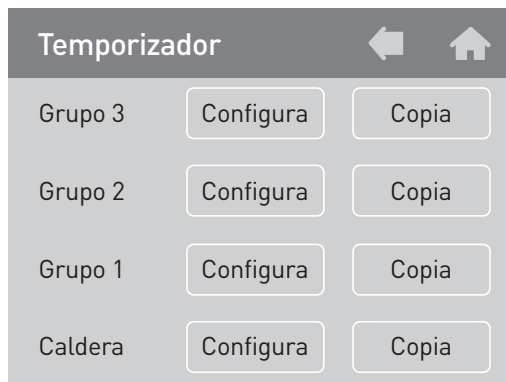 Temporizador
Grupo 3 Configura Copia
Grupo 2 Configura Copia
Grupo 1 Configura Copia
Caldera Configura Copia